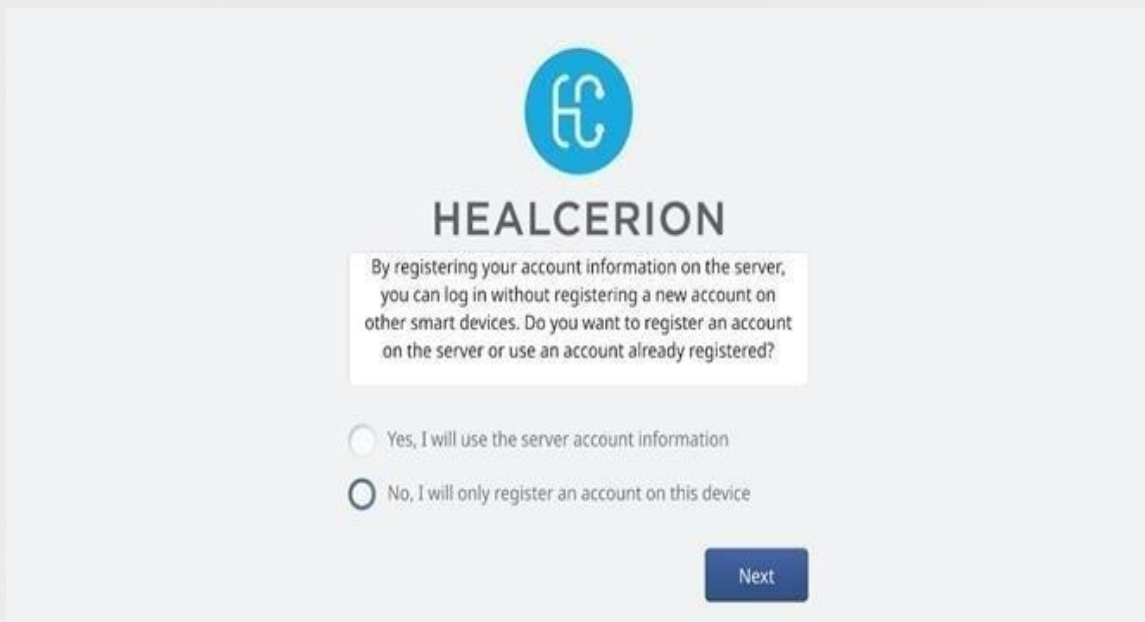 HEALCERION
By registering your account information on the server,
you can log in without registering a new account on
other smart devices. Do you want to register an account
on the server or use an account already registered?
Yes, I will use the server account information
No, I will only register an account on this device
Next